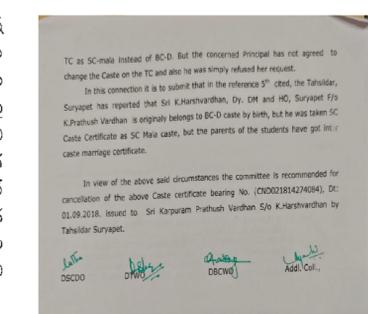 TC as SC-mala instead of BC-D. But the concerned Principal has not agreed to
change the Caste on the TC and also he was simply refused her request.
In this connection it is to submit that in the reference 5th cited, the Tahsildar,
Suryapet has reported that Sri K.Harshvardhan, Dy. DM and HO, Suryapet F/o
K.Prathush Vardhan is originaly belongs to BC-D caste by birth, but he was taken SC
Caste Certificate as SC Mala caste, but the parents of the students have got inter
caste marriage certificate.
In view of the above said circumstances the committee is recommended for
cancellation of the above Caste certificate bearing No. (CND021814274084), Dt:
01.09.2018. issued to Sri Karpuram Prathush Vardhan S/o K.Harshvardhan by
Tahsildar Suryapet.
DSCDO DTWO DBCWO Addl. Coll.,